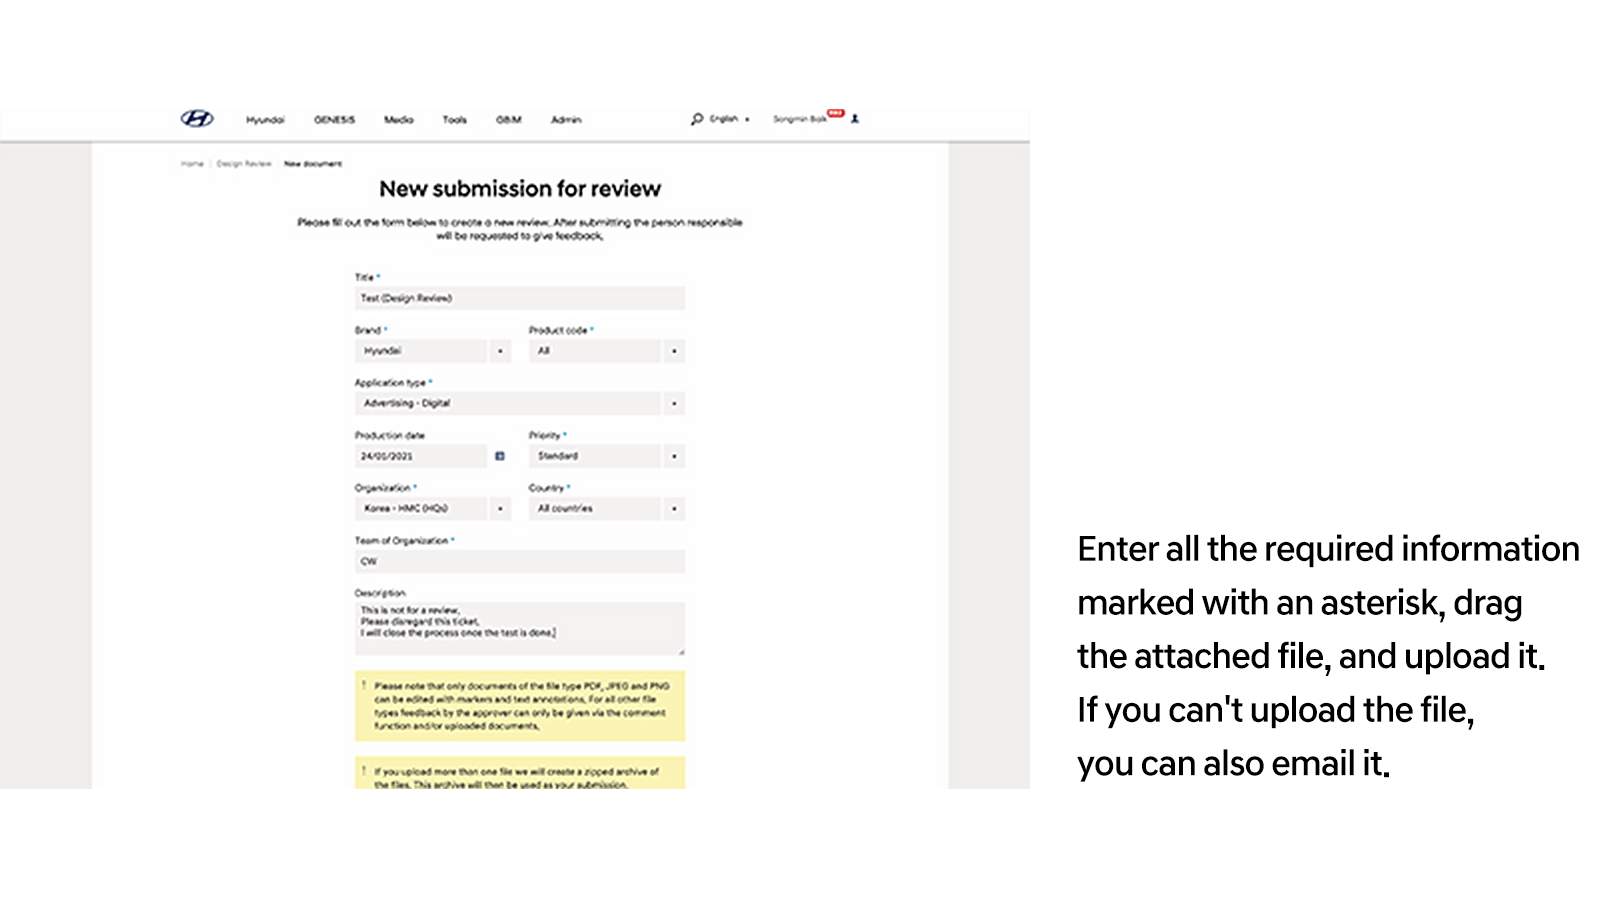 Hyundai GENESIS Media Tools GBIM Admin English Songmin Baik
Home Design Review New document
New submission for review
Please fill out the form below to create a new review. After submitting the person responsible
will be requested to give feedback.
Title *
Test (Design Review)
Brand * Product code *
Hyundai All
Application type *
Advertising - Digital
Production date Priority *
24/01/2021 Standard
Organization * Country *
Korea - HMC (HQs) All countries
Team of Organization *
CW
Description
This is not for a review.
Please disregard this ticket.
I will close the process once the test is done.
! Please note that only documents of the file type PDF, JPEG and PNG
can be edited with markers and text annotations. For all other file
types feedback by the approver can only be given via the comment
function and/or uploaded documents.
! If you upload more than one file we will create a zipped archive of
the files. This archive will then be used as your submission.
Enter all the required information
marked with an asterisk, drag
the attached file, and upload it.
If you can't upload the file,
you can also email it.